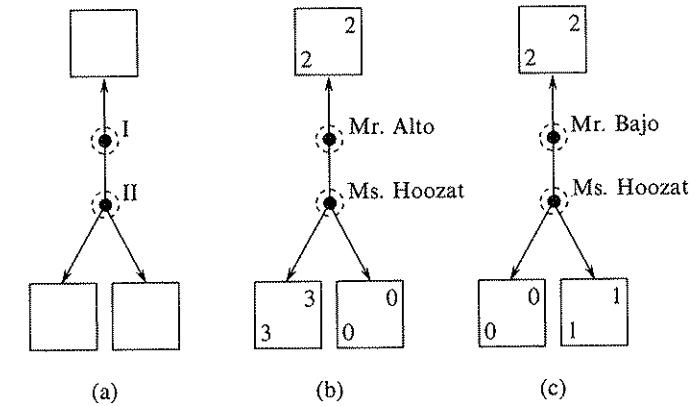 2 2
2 2
I Mr. Alto Mr. Bajo
II Ms. Hoozat Ms. Hoozat
3 0 0 1
3 0 0 1
(a) (b) (c)